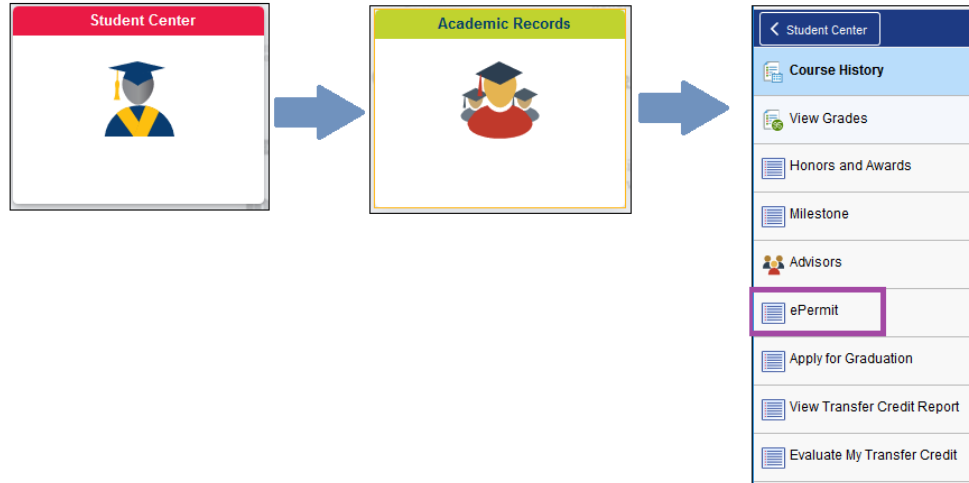 Student Center
Academic Records
Student Center
Course History
View Grades
Honors and Awards
Milestone
Advisors
ePermit
Apply for Graduation
View Transfer Credit Report
Evaluate My Transfer Credit